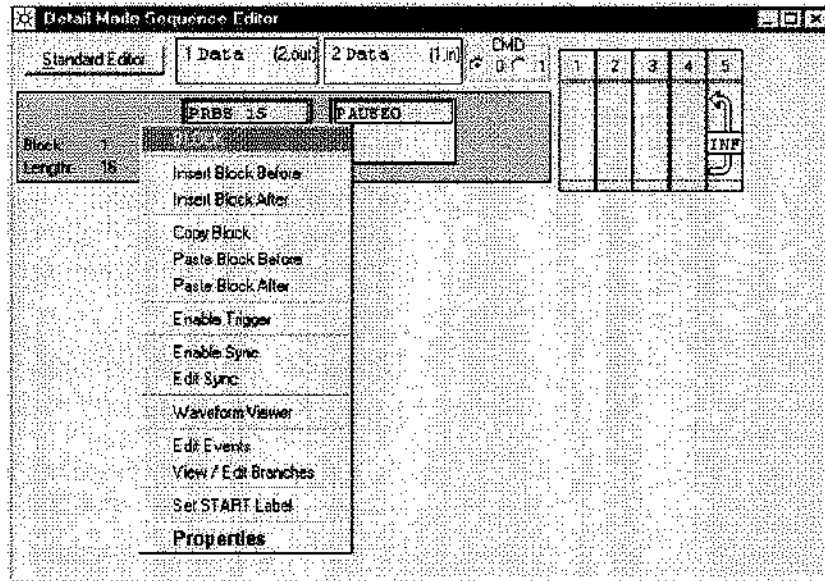 Detail Mode Sequence Editor
Standard Editor
1 Data (2,out)
2 Data (1,in)
CMD
0 1
1 2 3 4 5
PRBS 15
PAUSE0
Block: 1
Length: 16
INF
Insert Block Before
Insert Block After
Copy Block
Paste Block Before
Paste Block After
Enable Trigger
Enable Sync
Edit Sync
Waveform Viewer
Edit Events
View / Edit Branches
Set START Label
Properties